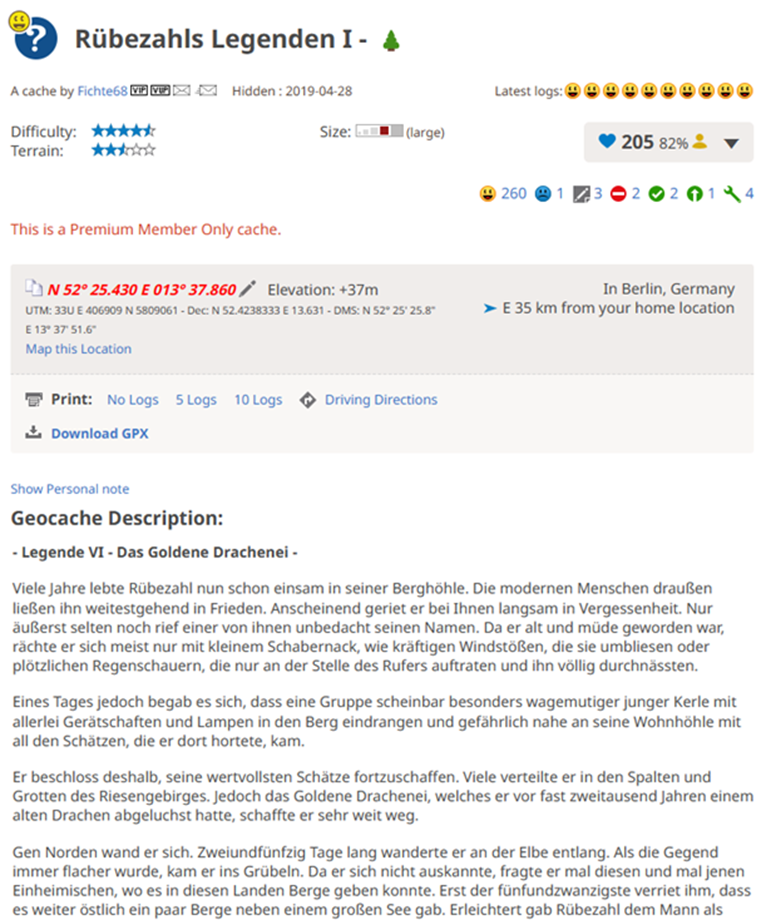 Rübezahls Legenden I -
A cache by Fichte68 VIP VUP Hidden : 2019-04-28 Latest logs:
Difficulty:
Terrain:
Size: (large)
205 82%
260 1 3 2 2 1 4
This is a Premium Member Only cache.
N 52° 25.430 E 013° 37.860 Elevation: +37m
In Berlin, Germany
UTM: 33U E 406909 N 5809061 - Dec: N 52.4238333 E 13.631 - DMS: N 52° 25' 25.8"
E 13° 37' 51.6"
E 35 km from your home location
Map this Location
Print: No Logs 5 Logs 10 Logs Driving Directions
Download GPX
Show Personal note
Geocache Description:
- Legende VI - Das Goldene Drachenei -
Viele Jahre lebte Rübezahl nun schon einsam in seiner Berghöhle. Die modernen Menschen draußen
ließen ihn weitestgehend in Frieden. Anscheinend geriet er bei Ihnen langsam in Vergessenheit. Nur
äußerst selten noch rief einer von ihnen unbedacht seinen Namen. Da er alt und müde geworden war,
rächte er sich meist nur mit kleinem Schabernack, wie kräftigen Windstößen, die sie umbliesen oder
plötzlichen Regenschauern, die nur an der Stelle des Rufers auftraten und ihn völlig durchnässten.
Eines Tages jedoch begab es sich, dass eine Gruppe scheinbar besonders wagemutiger junger Kerle mit
allerlei Gerätschaften und Lampen in den Berg eindrangen und gefährlich nahe an seine Wohnhöhle mit
all den Schätzen, die er dort hortete, kam.
Er beschloss deshalb, seine wertvollsten Schätze fortzuschaffen. Viele verteilte er in den Spalten und
Grotten des Riesengebirges. Jedoch das Goldene Drachenei, welches er vor fast zweitausend Jahren einem
alten Drachen abgeluchst hatte, schaffte er sehr weit weg.
Gen Norden wand er sich. Zweiundfünfzig Tage lang wanderte er an der Elbe entlang. Als die Gegend
immer flacher wurde, kam er ins Grübeln. Da er sich nicht auskannte, fragte er mal diesen und mal jenen
Einheimischen, wo es in diesen Landen Berge geben konnte. Erst der fünfundzwanzigste verriet ihm, dass
es weiter östlich ein paar Berge neben einem großen See gab. Erleichtert gab Rübezahl dem Mann als